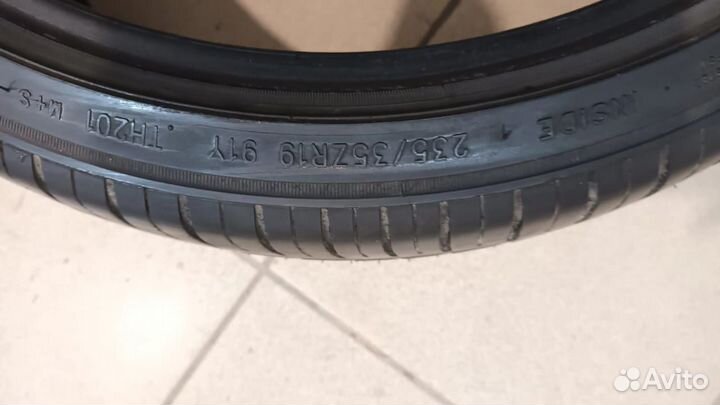 INSIDE
235/35ZR19 91Y TH201 M+S
Avito